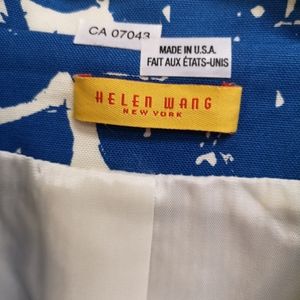 CA 07043
MADE IN U.S.A.
FAIT AUX ÉTATS-UNIS
HELEN WANG
NEW YORK